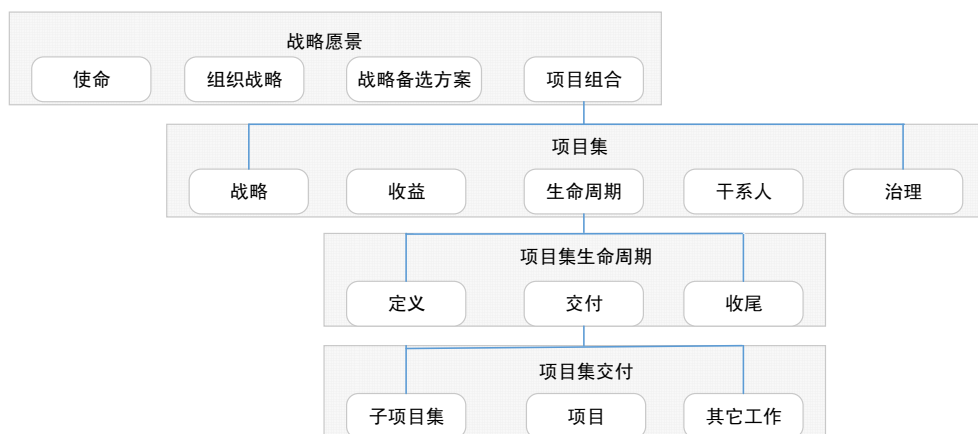 战略愿景
使命 组织战略 战略备选方案 项目组合
项目集
战略 收益 生命周期 干系人 治理
项目集生命周期
定义 交付 收尾
项目集交付
子项目集 项目 其它工作